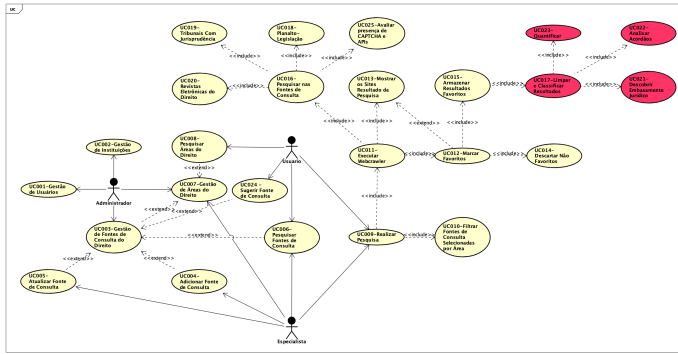 uc
UC019-
Tribunais Com
Jurisprudência
UC018-
Planalto-
Legislação
UC025-Avaliar
presença de
CAPTCHA e
APIs
UC023-
Quantificar
UC022-
Analisar
Acórdãos
<<include>>
<<include>>
<<include>>
<<include>>
<<include>>
UC020-
Revistas
Eletrônicas do
Direito
<<include>>
UC016-
Pesquisar nas
Fontes de
Consulta
UC013-Mostrar
os Sites
Resultado de
Pesquisa
UC015-
Armazenar
Resultados
Favoritos
<<include>>
UC017-Limpar
e Classificar
Resultados
<<include>>
UC021-
Descobrir
Embasamento
Jurídico
<<include>>
<<include>>
<<include>>
<<include>>
UC008-
Pesquisar
Áreas do
Direito
UC002-Gestão
de Instituições
Usuario
UC011-
Executar
Webcrawler
<<include>>
UC012-Marcar
Favoritos
<<include>>
UC014-
Descartar Não
Favoritos
<<extend>>
UC001-Gestão
de Usuários
Administrador
UC007-Gestão
de Áreas do
Direito
UC024 -
Sugerir Fonte
de Consulta
<<include>>
<<extend>>
<<extend>>
UC003-Gestão
de Fontes de
Consulta do
Direito
<<extend>>
UC006-
Pesquisar
Fontes de
Consulta
UC009-Realizar
Pesquisa
<<include>>
UC010-Filtrar
Fontes de
Consulta
Selecionadas
por Área
<<extend>>
<<extend>>
UC005-
Atualizar Fonte
de Consulta
UC004-
Adicionar Fonte
de Consulta
Especialista